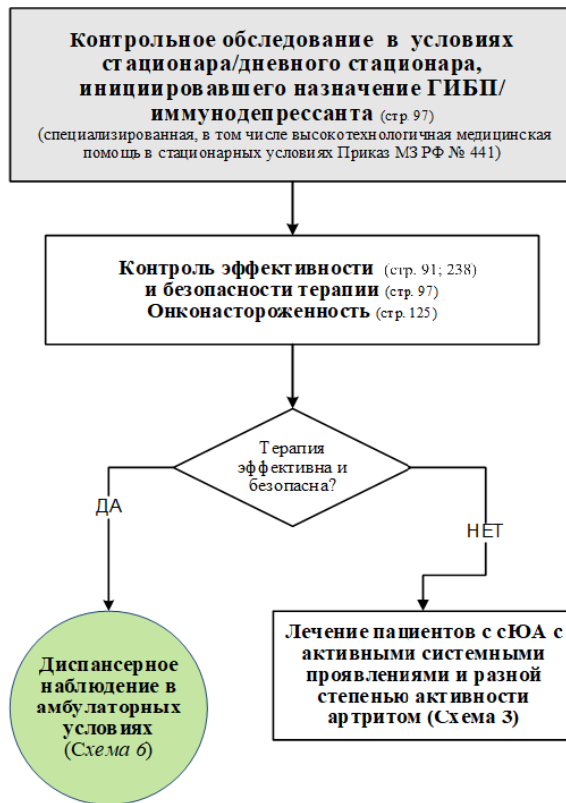 Контрольное обследование в условиях
стационара/дневного стационара,
инициировавшего назначение ГИБП/
иммунодепрессанта (стр. 97)
(специализированная, в том числе высокотехнологичная медицинская
помощь в стационарных условиях Приказ МЗ РФ № 441)
Контроль эффективности (стр. 91; 238)
и безопасности терапии (стр. 97)
Онконастороженность (стр. 125)
Терапия
эффективна и
безопасна?
ДА
НЕТ
Диспансерное
наблюдение в
амбулаторных
условиях
(Схема 6)
Лечение пациентов с сЮА с
активными системными
проявлениями и разной
степенью активности
артритом (Схема 3)